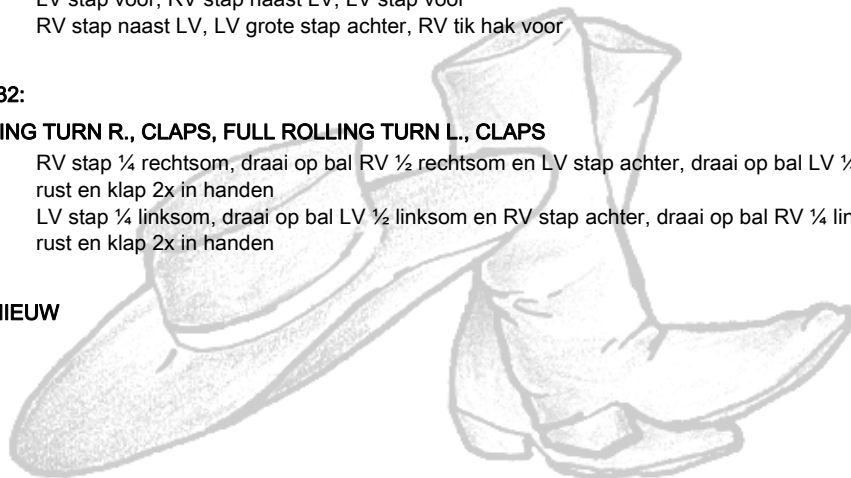 LV stap voor, RV stap naast LV, LV stap voor
RV stap naast LV, LV grote stap achter, RV tik hak voor
32:
ING TURN R., CLAPS, FULL ROLLING TURN L., CLAPS
RV stap ¼ rechtsom, draai op bal RV ½ rechtsom en LV stap achter, draai op bal LV ¼
rust en klap 2x in handen
LV stap ¼ linksom, draai op bal LV ½ linksom en RV stap achter, draai op bal RV ¼ lin
rust en klap 2x in handen
NIEUW